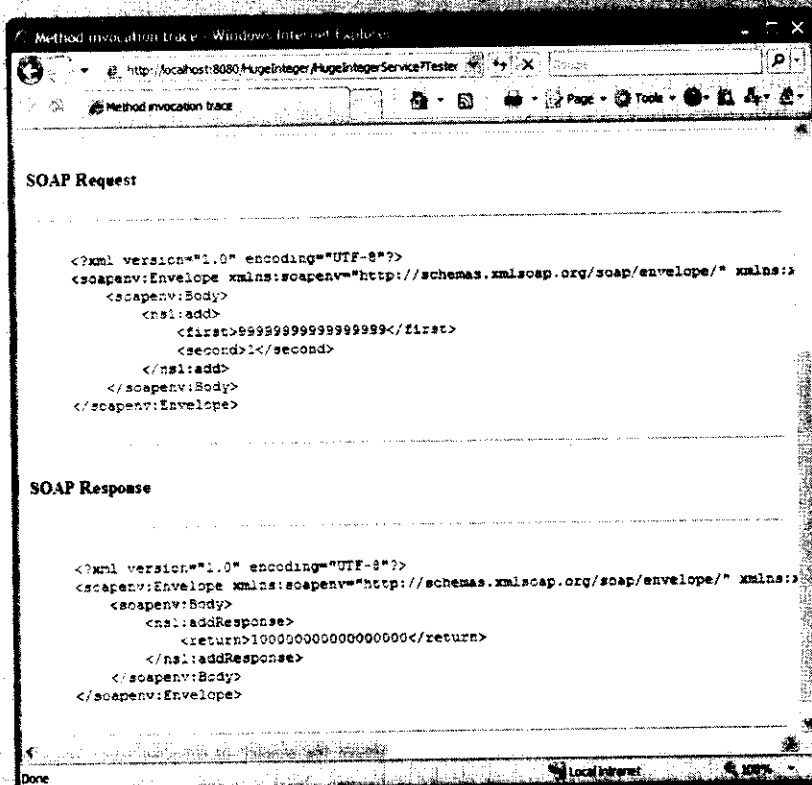 Method invocation trace - Windows Internet Explorer
http://localhost:8080/HugeInteger/HugeIntegerService?Tester
Method invocation trace
Page Tools
SOAP Request
<?xml version="1.0" encoding="UTF-8"?>
<soapenv:Envelope xmlns:soapenv="http://schemas.xmlsoap.org/soap/envelope/" xmlns:x
<soapenv:Body>
<ns1:add>
<first>99999999999999999</first>
<second>1</second>
</ns1:add>
</soapenv:Body>
</soapenv:Envelope>
SOAP Response
<?xml version="1.0" encoding="UTF-8"?>
<soapenv:Envelope xmlns:soapenv="http://schemas.xmlsoap.org/soap/envelope/" xmlns:x
<soapenv:Body>
<ns1:addResponse>
<return>100000000000000000</return>
</ns1:addResponse>
</soapenv:Body>
</soapenv:Envelope>
Done
Local intranet
100%